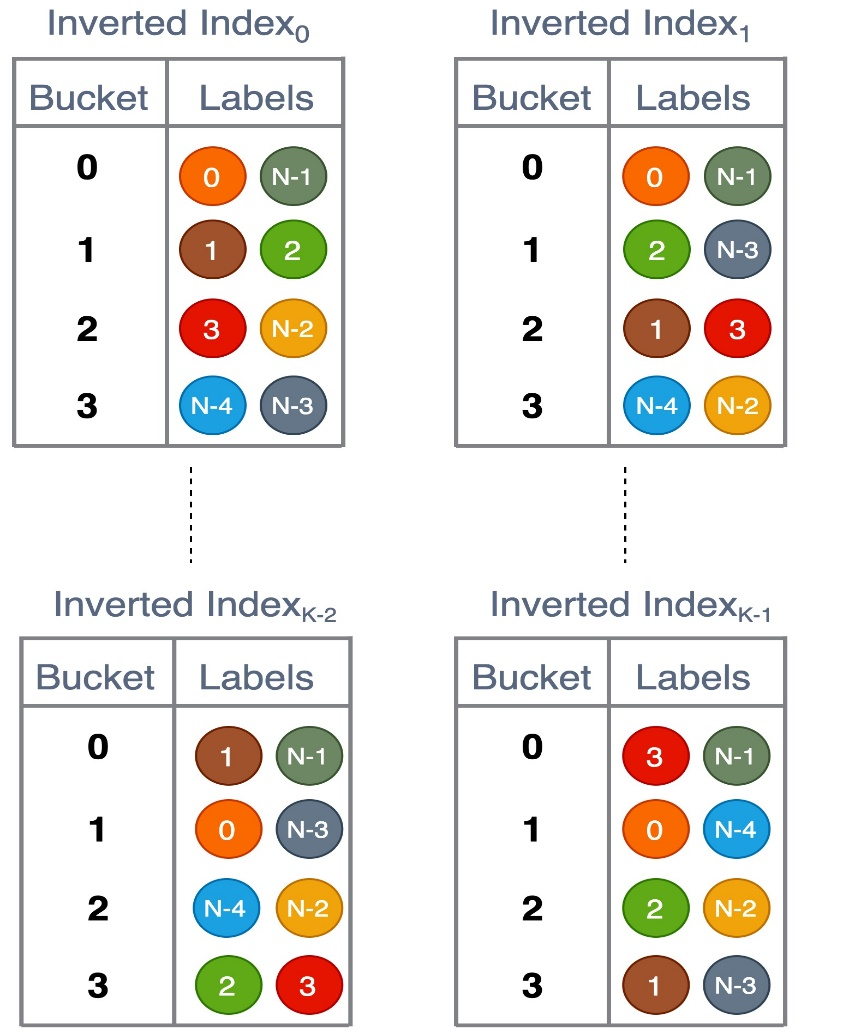 Inverted Index0 Inverted Index1
Bucket Labels Bucket Labels
0 0 N-1 0 0 N-1
1 1 2 1 2 N-3
2 3 N-2 2 1 3
3 N-4 N-3 3 N-4 N-2
Inverted IndexK-2 Inverted IndexK-1
Bucket Labels Bucket Labels
0 1 N-1 0 3 N-1
1 0 N-3 1 0 N-4
2 N-4 N-2 2 2 N-2
3 2 3 3 1 N-3